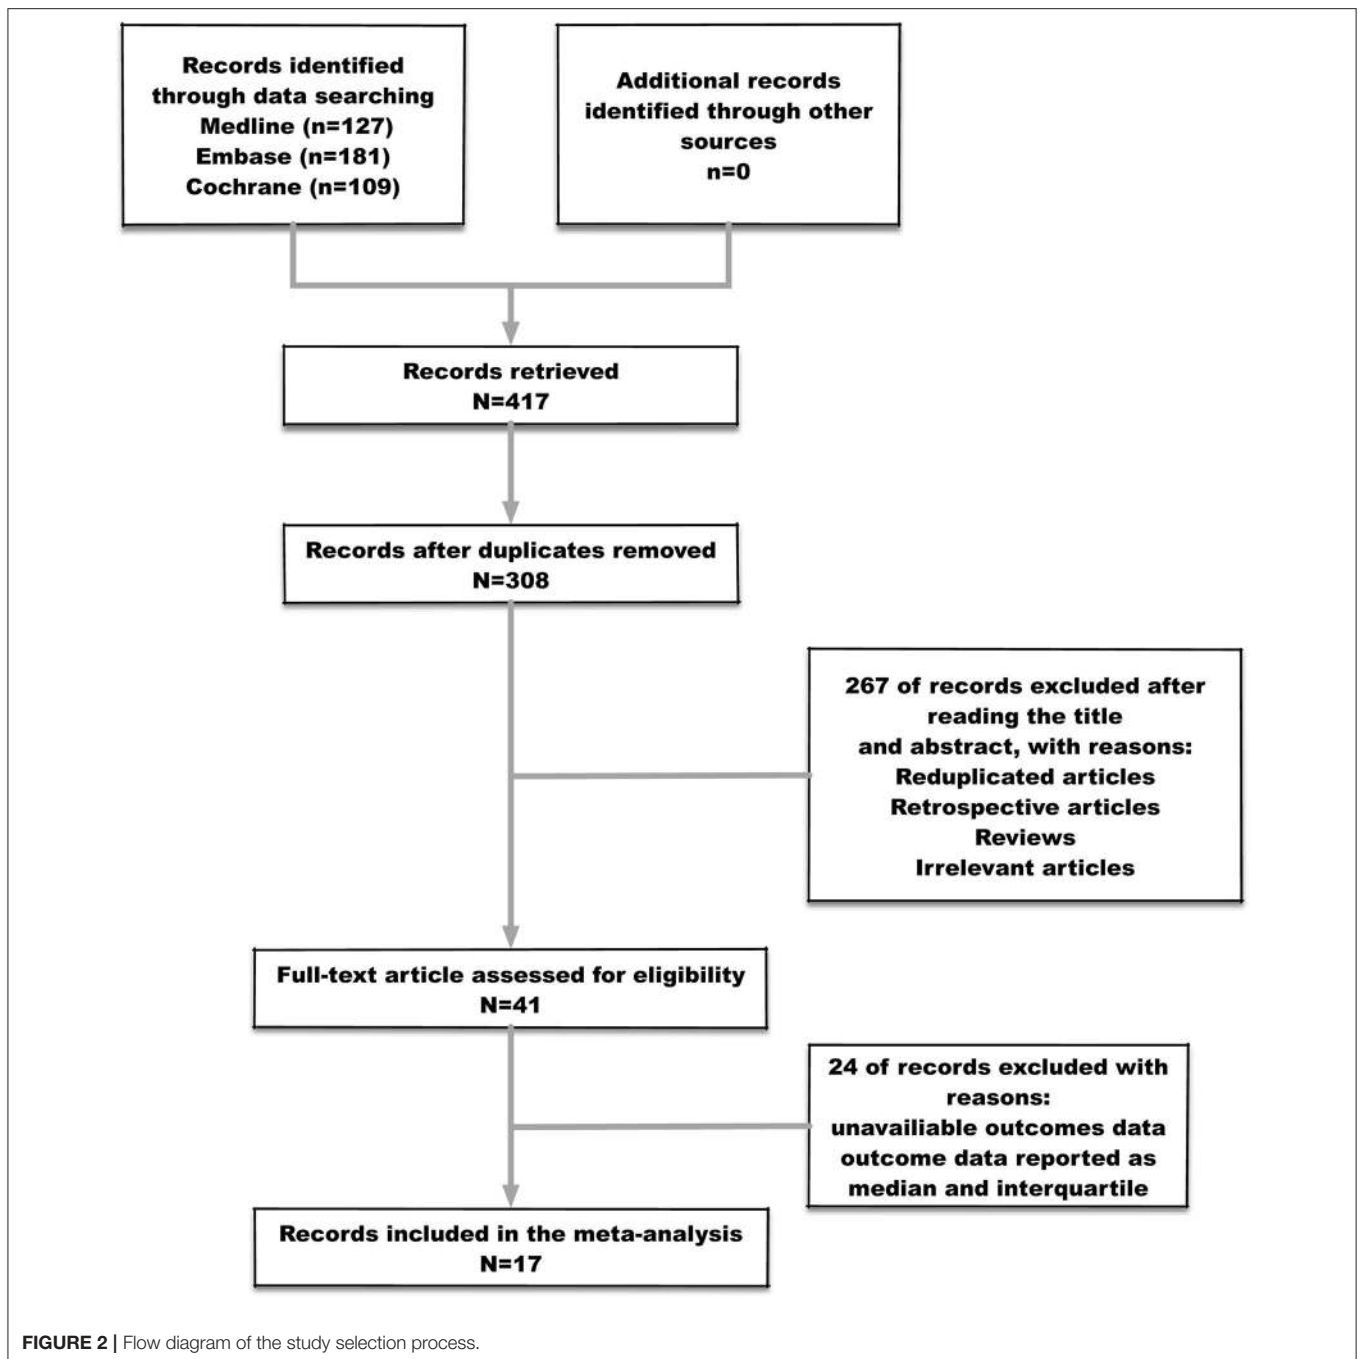 Records identified
through data searching
Medline (n=127)
Embase (n=181)
Cochrane (n=109)
Additional records
identified through other
sources
n=0
Records retrieved
N=417
Records after duplicates removed
N=308
267 of records excluded after
reading the title
and abstract, with reasons:
Reduplicated articles
Retrospective articles
Reviews
Irrelevant articles
Full-text article assessed for eligibility
N=41
24 of records excluded with
reasons:
unavailiable outcomes data
outcome data reported as
median and interquartile
Records included in the meta-analysis
N=17
FIGURE 2 | Flow diagram of the study selection process.